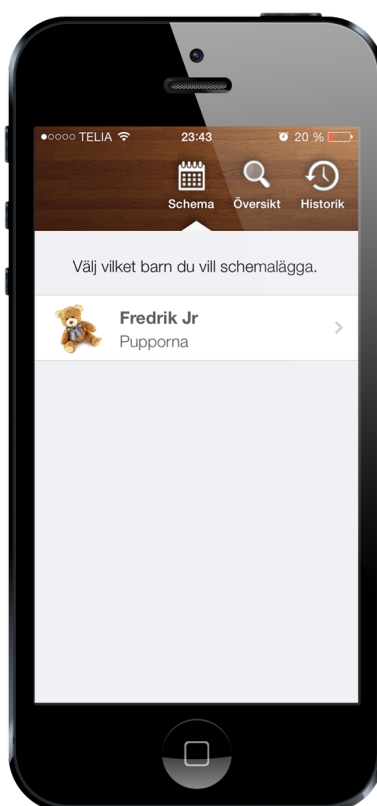 TELIA 23:43 20 %
Schema Översikt Historik
Välj vilket barn du vill schemalägga.
Fredrik Jr
Pupporna